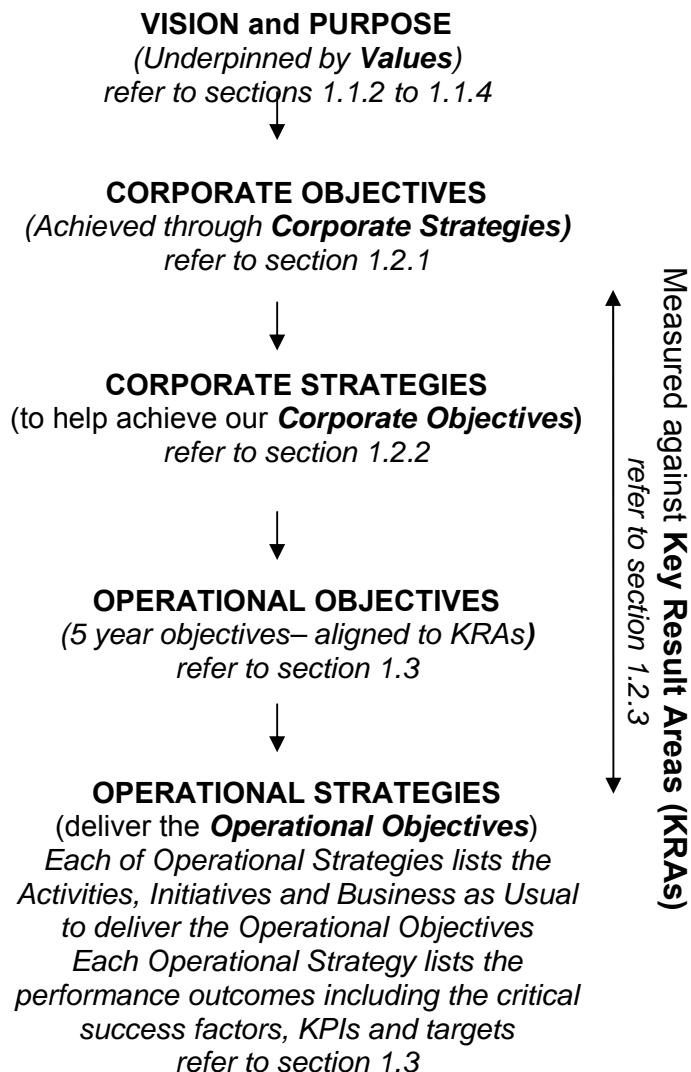 VISION and PURPOSE
(Underpinned by Values)
refer to sections 1.1.2 to 1.1.4
CORPORATE OBJECTIVES
(Achieved through Corporate Strategies)
refer to section 1.2.1
CORPORATE STRATEGIES
(to help achieve our Corporate Objectives)
refer to section 1.2.2
OPERATIONAL OBJECTIVES
(5 year objectives– aligned to KRAs)
refer to section 1.3
OPERATIONAL STRATEGIES
(deliver the Operational Objectives)
Each of Operational Strategies lists the
Activities, Initiatives and Business as Usual
to deliver the Operational Objectives
Each Operational Strategy lists the
performance outcomes including the critical
success factors, KPIs and targets
refer to section 1.3
Measured against Key Result Areas (KRAs)
refer to section 1.2.3